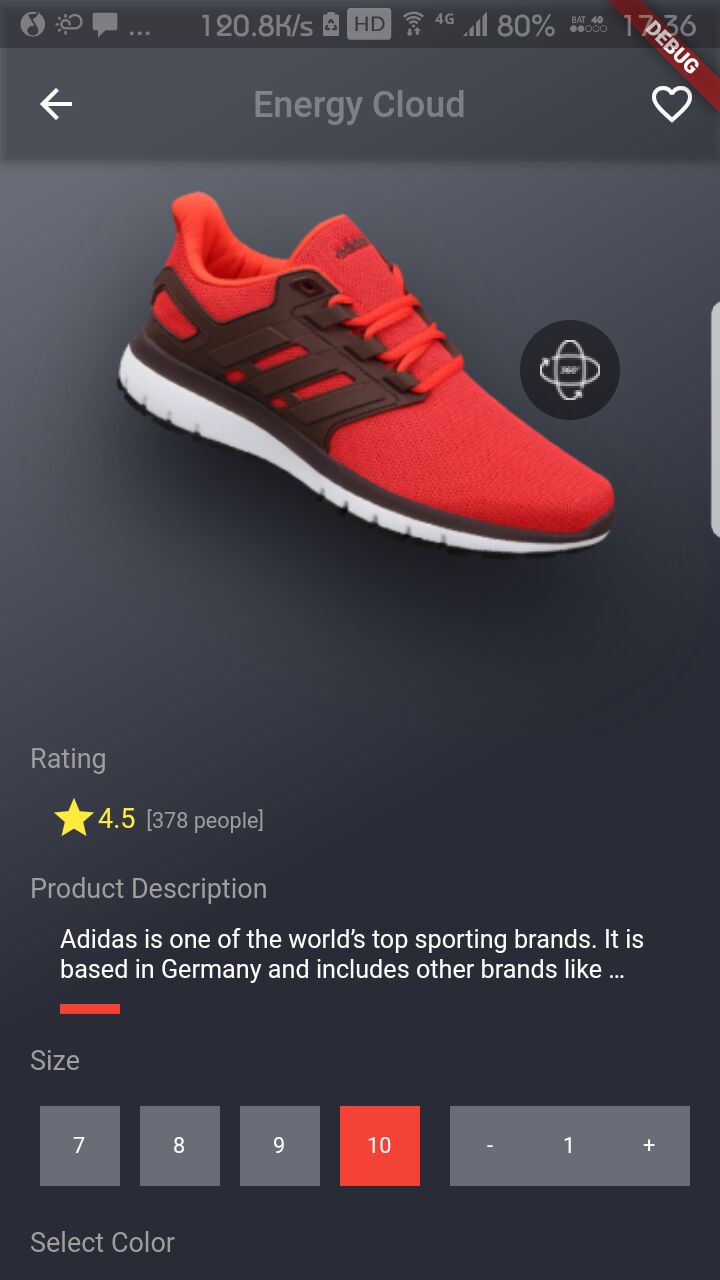 ... 120.8K/s HD 4G 80% BAT 40 17:36
DEBUG
Energy Cloud
adidas
360°
Rating
4.5 [378 people]
Product Description
Adidas is one of the world’s top sporting brands. It is
based in Germany and includes other brands like ...
Size
7 8 9 10 - 1 +
Select Color